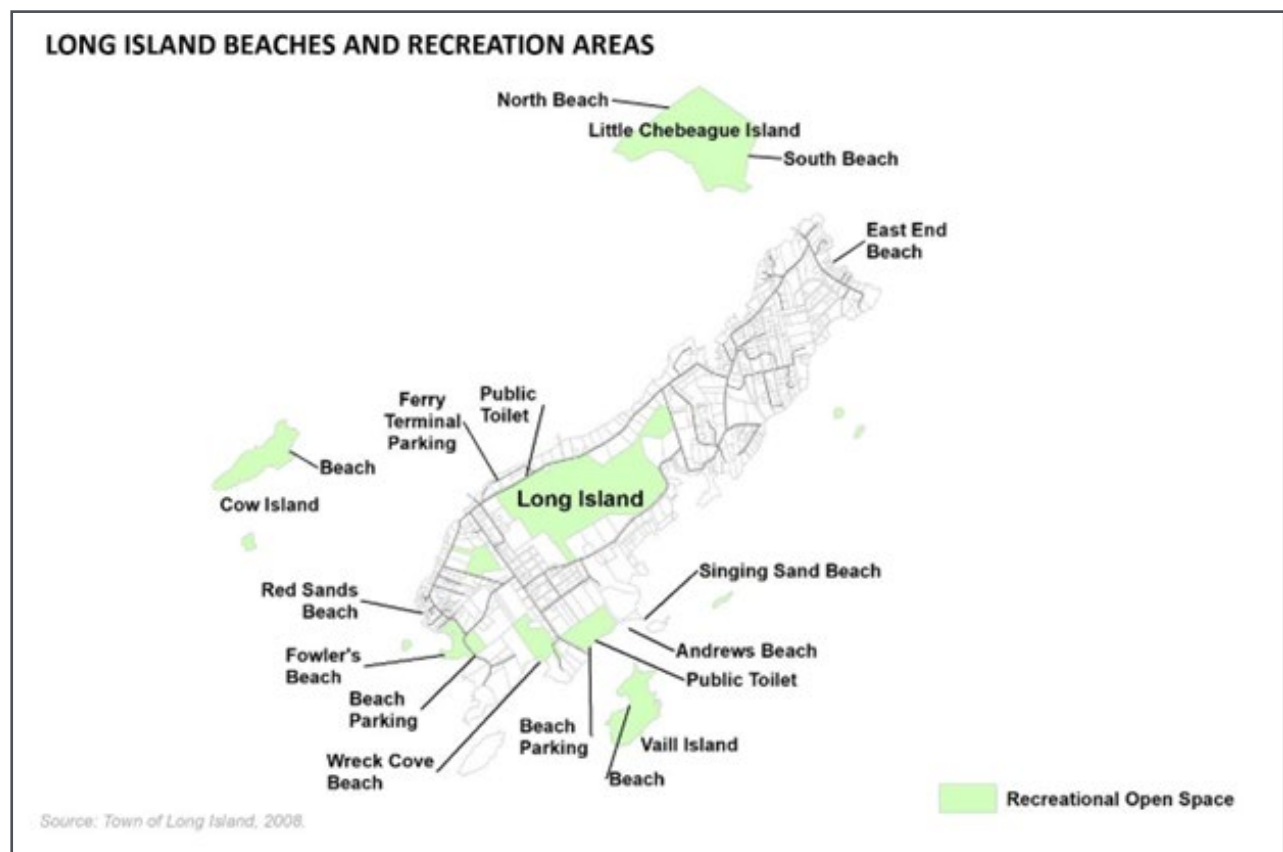 LONG ISLAND BEACHES AND RECREATION AREAS
North Beach
Little Chebeague Island
South Beach
East End
Beach
Public
Toilet
Ferry
Terminal
Parking
Beach
Long Island
Cow Island
Singing Sand Beach
Red Sands
Beach
Andrews Beach
Fowler's
Beach
Public Toilet
Beach
Parking
Beach
Parking
Vaill Island
Wreck Cove
Beach
Beach
Recreational Open Space
Source: Town of Long Island, 2008.